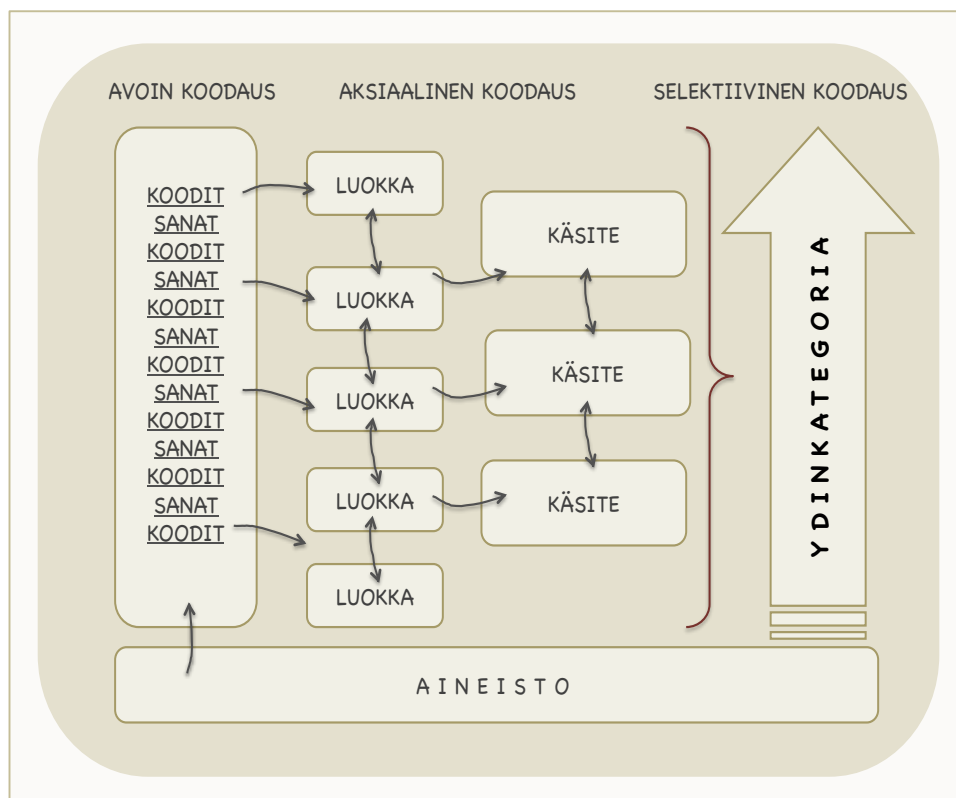 AVOIN KOODAUS
AKSIAALINEN KOODAUS
SELEKTIIVINEN KOODAUS
KOODIT
SANAT
KOODIT
SANAT
KOODIT
SANAT
KOODIT
SANAT
KOODIT
SANAT
KOODIT
SANAT
KOODIT
LUOKKA
LUOKKA
LUOKKA
LUOKKA
LUOKKA
KÄSITE
KÄSITE
KÄSITE
YDINKATEGORIA
AINEISTO